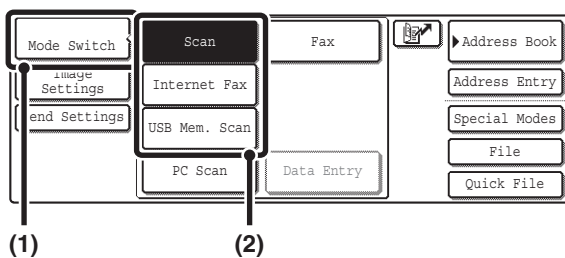 Mode Switch
Scan
Fax
Address Book
Image
Settings
Internet Fax
Address Entry
end Settings
USB Mem. Scan
Special Modes
PC Scan
Data Entry
File
Quick File
(1)
(2)